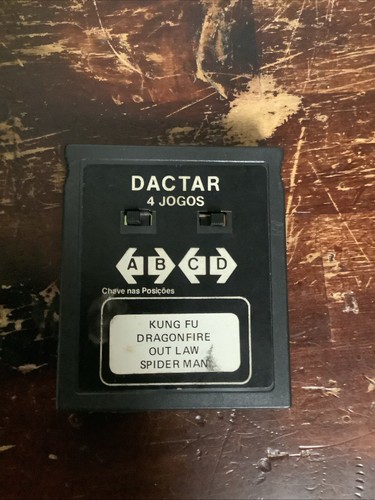 DACTAR
4 JOGOS
A B C D
Chave nas Posições
KUNG FU
DRAGONFIRE
OUT LAW
SPIDER MAN